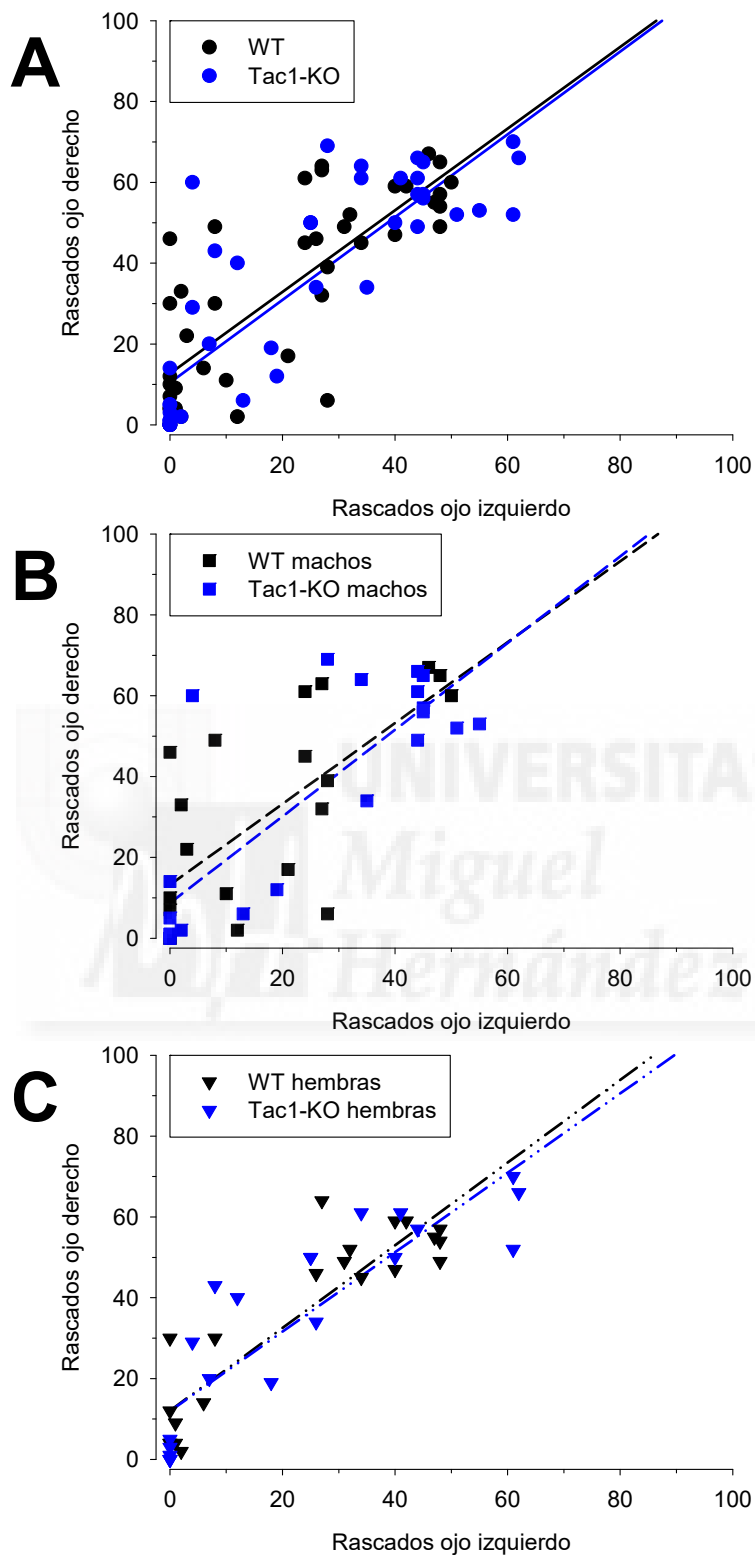 A
100
WT
Tac1-KO
80
60
40
20
0
Rascados ojo derecho
0 20 40 60 80 100
Rascados ojo izquierdo
B
100
WT machos
Tac1-KO machos
80
60
40
20
0
Rascados ojo derecho
UNIVERSITA
Miguel
Hernández
0 20 40 60 80 100
Rascados ojo izquierdo
C
100
WT hembras
Tac1-KO hembras
80
60
40
20
0
Rascados ojo derecho
0 20 40 60 80 100
Rascados ojo izquierdo